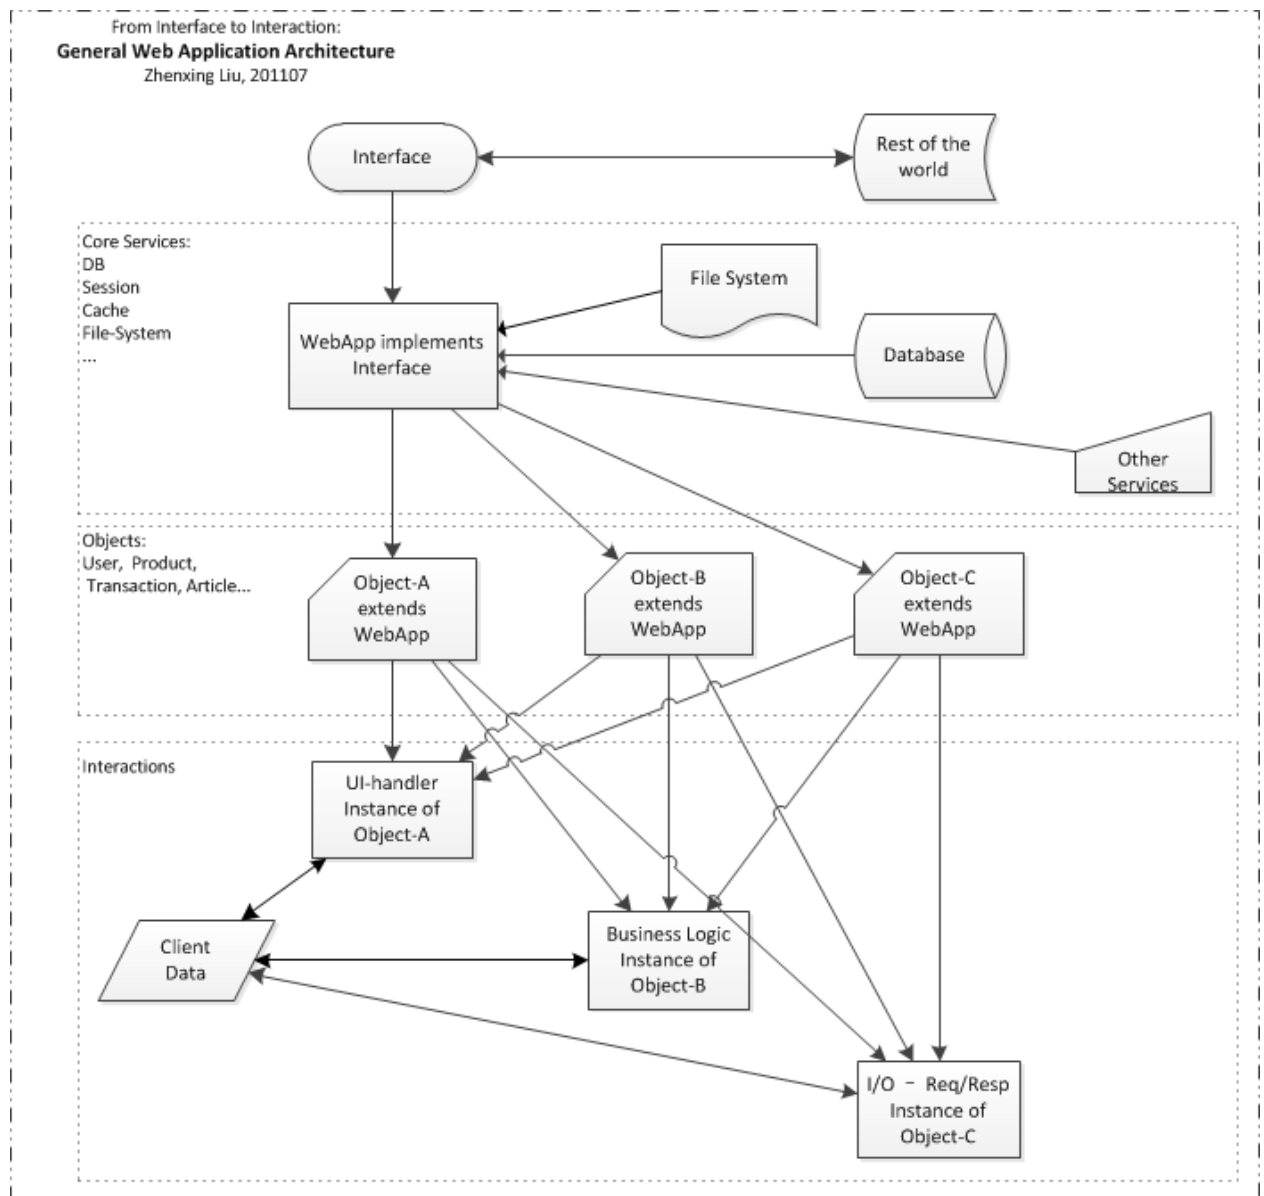 From Interface to Interaction:
General Web Application Architecture
Zhenxing Liu, 201107
Interface
Rest of the
world
Core Services:
DB
Session
Cache
File-System
...
File System
WebApp implements
Interface
Database
Other
Services
Objects:
User, Product,
Transaction, Article...
Object-A
extends
WebApp
Object-B
extends
WebApp
Object-C
extends
WebApp
Interactions
UI-handler
Instance of
Object-A
Client
Data
Business Logic
Instance of
Object-B
I/O - Req/Resp
Instance of
Object-C